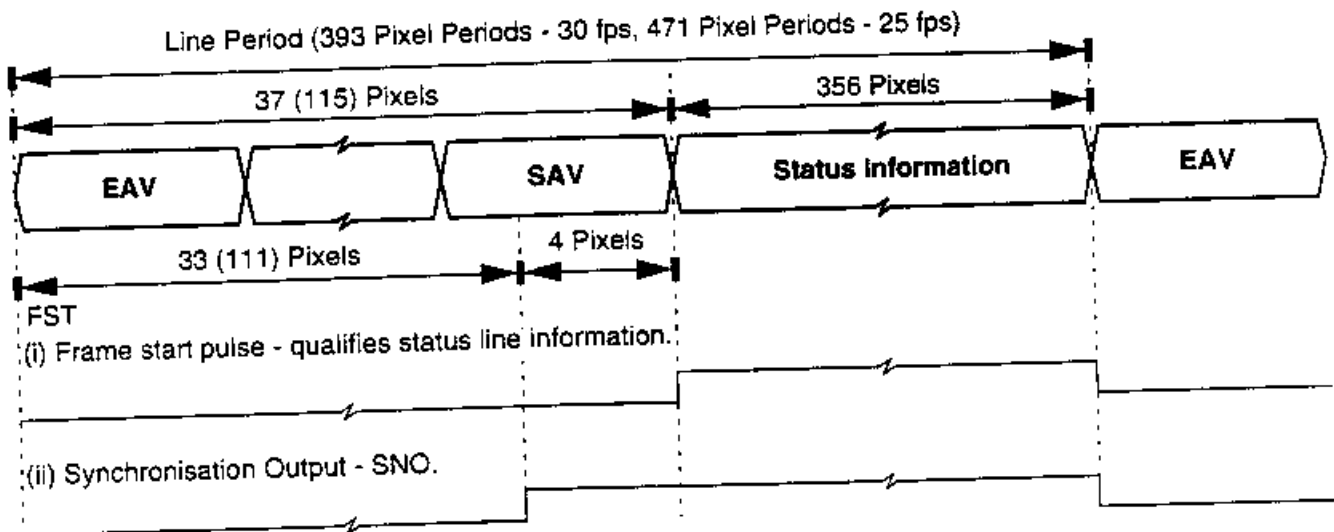 Line Period (393 Pixel Periods - 30 fps, 471 Pixel Periods - 25 fps)
37 (115) Pixels
356 Pixels
EAV
SAV
Status information
EAV
33 (111) Pixels
4 Pixels
FST
(i) Frame start pulse - qualifies status line information.
(ii) Synchronisation Output - SNO.